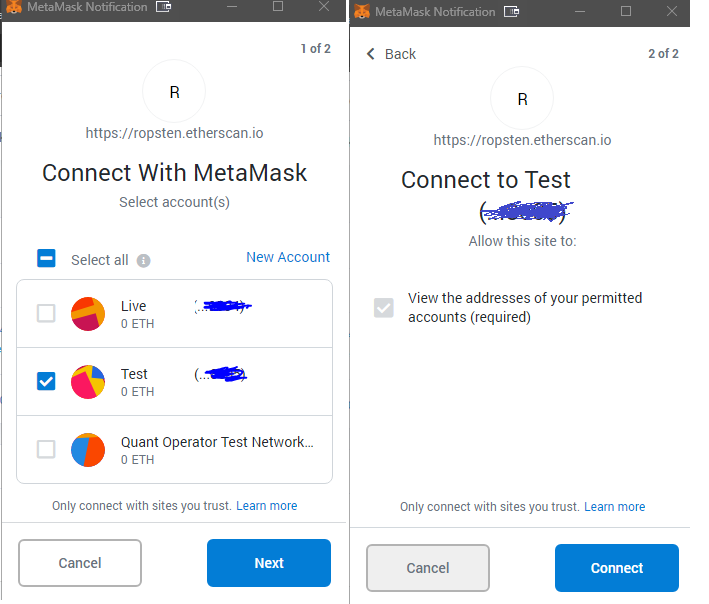 MetaMask Notification
1 of 2
R
https://ropsten.etherscan.io
Connect With MetaMask
Select account(s)
Select all
New Account
Live
0 ETH
Test
0 ETH
Quant Operator Test Network...
0 ETH
Only connect with sites you trust. Learn more
Cancel
Next
MetaMask Notification
Back
2 of 2
R
https://ropsten.etherscan.io
Connect to Test
Allow this site to:
View the addresses of your permitted
accounts (required)
Only connect with sites you trust. Learn more
Cancel
Connect